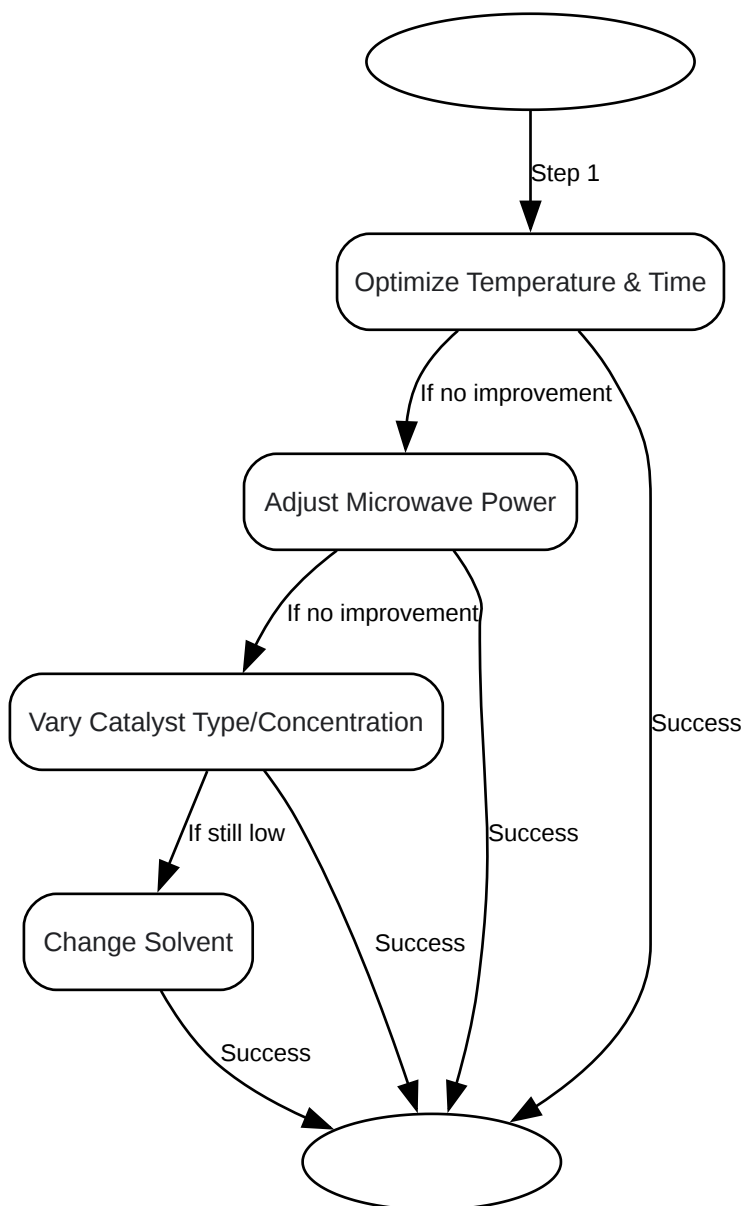 Step 1
Optimize Temperature & Time
If no improvement
Adjust Microwave Power
If no improvement
Vary Catalyst Type/Concentration
Success
If still low
Success
Change Solvent
Success
Success